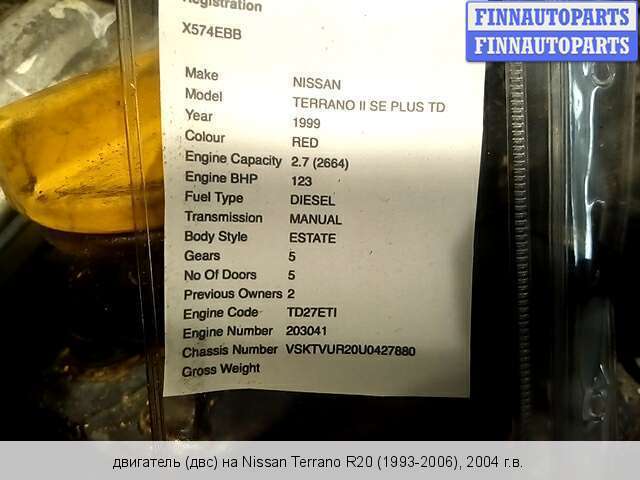 Registration
X574EBB
FINNAUTOPARTS
FINNAUTOPARTS
Make NISSAN
Model TERRANO II SE PLUS TD
Year 1999
Colour RED
Engine Capacity 2.7 (2664)
Engine BHP 123
Fuel Type DIESEL
Transmission MANUAL
Body Style ESTATE
Gears 5
No Of Doors 5
Previous Owners 2
Engine Code TD27ETI
Engine Number 203041
Chassis Number VSKTVUR20U0427880
Gross Weight
двигатель (двс) на Nissan Terrano R20 (1993-2006), 2004 г.в.